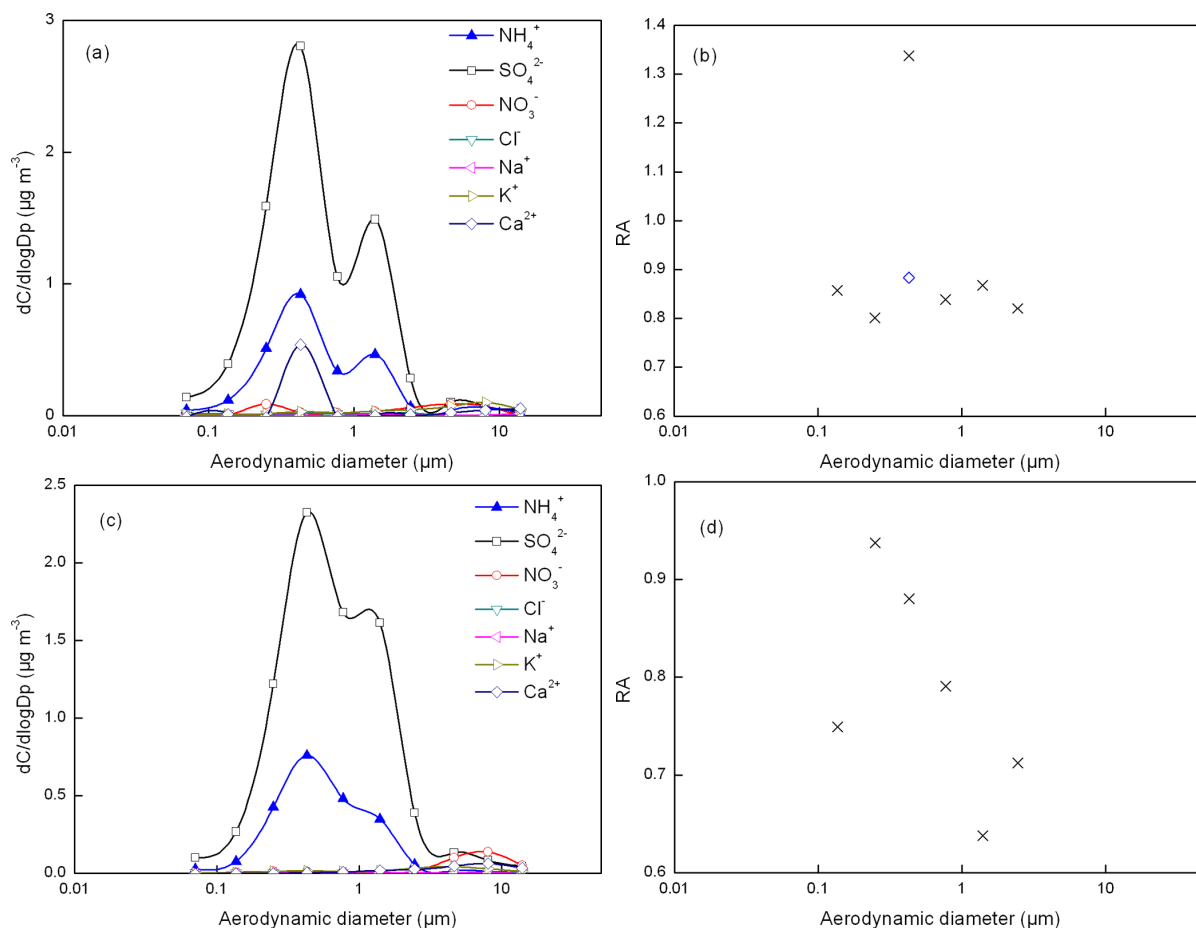 (a)
3
2
1
0
0.01
0.1
1
10
dC/dlogDp (µg m⁻³)
Aerodynamic diameter (µm)
NH₄⁺
SO₄²⁻
NO₃⁻
Cl⁻
Na⁺
K⁺
Ca²⁺
(b)
1.4
1.3
1.2
1.1
1.0
0.9
0.8
0.7
0.6
0.01
0.1
1
10
RA
Aerodynamic diameter (µm)
(c)
2.5
2.0
1.5
1.0
0.5
0.0
0.01
0.1
1
10
dC/dlogDp (µg m⁻³)
Aerodynamic diameter (µm)
NH₄⁺
SO₄²⁻
NO₃⁻
Cl⁻
Na⁺
K⁺
Ca²⁺
(d)
1.0
0.9
0.8
0.7
0.6
0.01
0.1
1
10
RA
Aerodynamic diameter (µm)